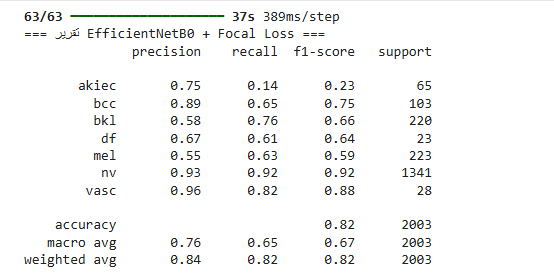 63/63 ━━━━━━━━━━━━━━━━━━━━ 37s 389ms/step
=== تقرير EfficientNetB0 + Focal Loss ===
precision recall f1-score support
akiec 0.75 0.14 0.23 65
bcc 0.89 0.65 0.75 103
bkl 0.58 0.76 0.66 220
df 0.67 0.61 0.64 23
mel 0.55 0.63 0.59 223
nv 0.93 0.92 0.92 1341
vasc 0.96 0.82 0.88 28
accuracy 0.82 2003
macro avg 0.76 0.65 0.67 2003
weighted avg 0.84 0.82 0.82 2003